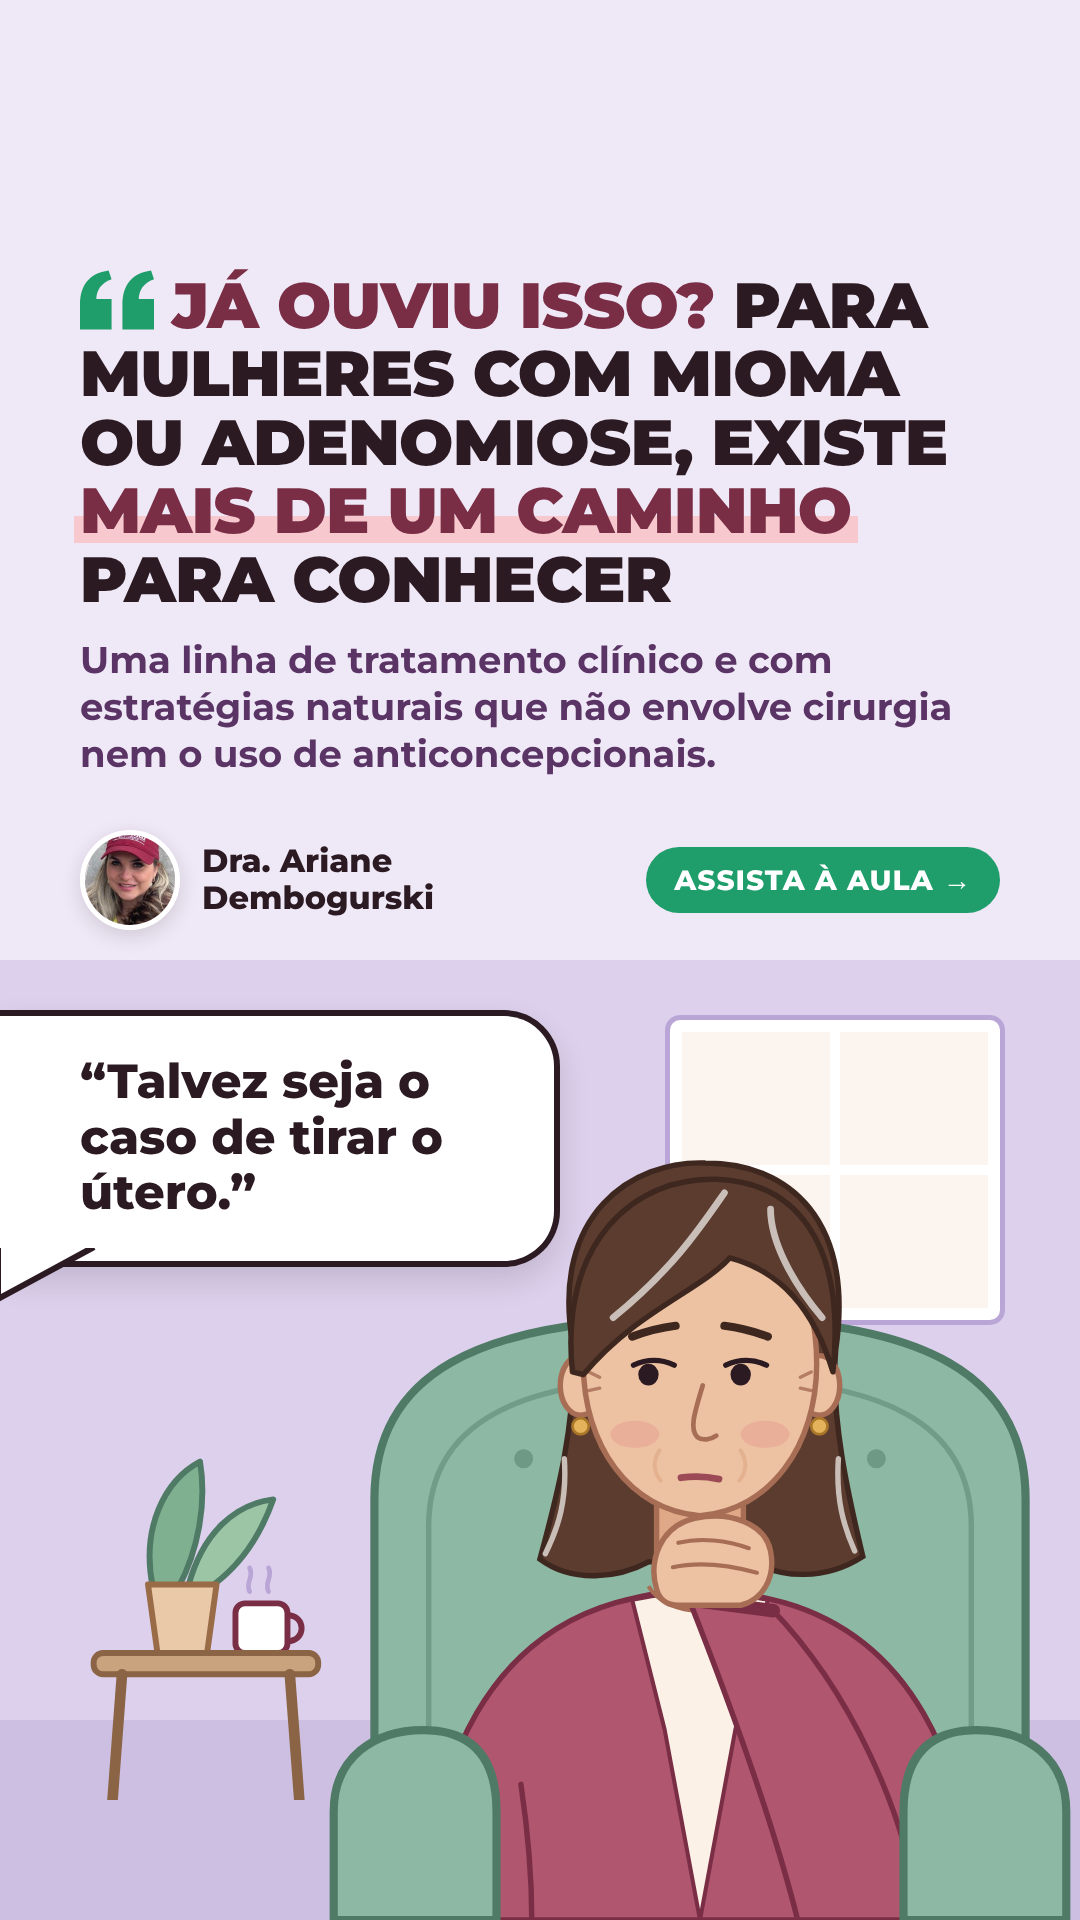 “JÁ OUVIU ISSO? PARA
MULHERES COM MIOMA
OU ADENOMIOSE, EXISTE
MAIS DE UM CAMINHO
PARA CONHECER
Uma linha de tratamento clínico e com
estratégias naturais que não envolve cirurgia
nem o uso de anticoncepcionais.
Dra. Ariane
Dembogurski
ASSISTA À AULA →
“Talvez seja o
caso de tirar o
útero.”